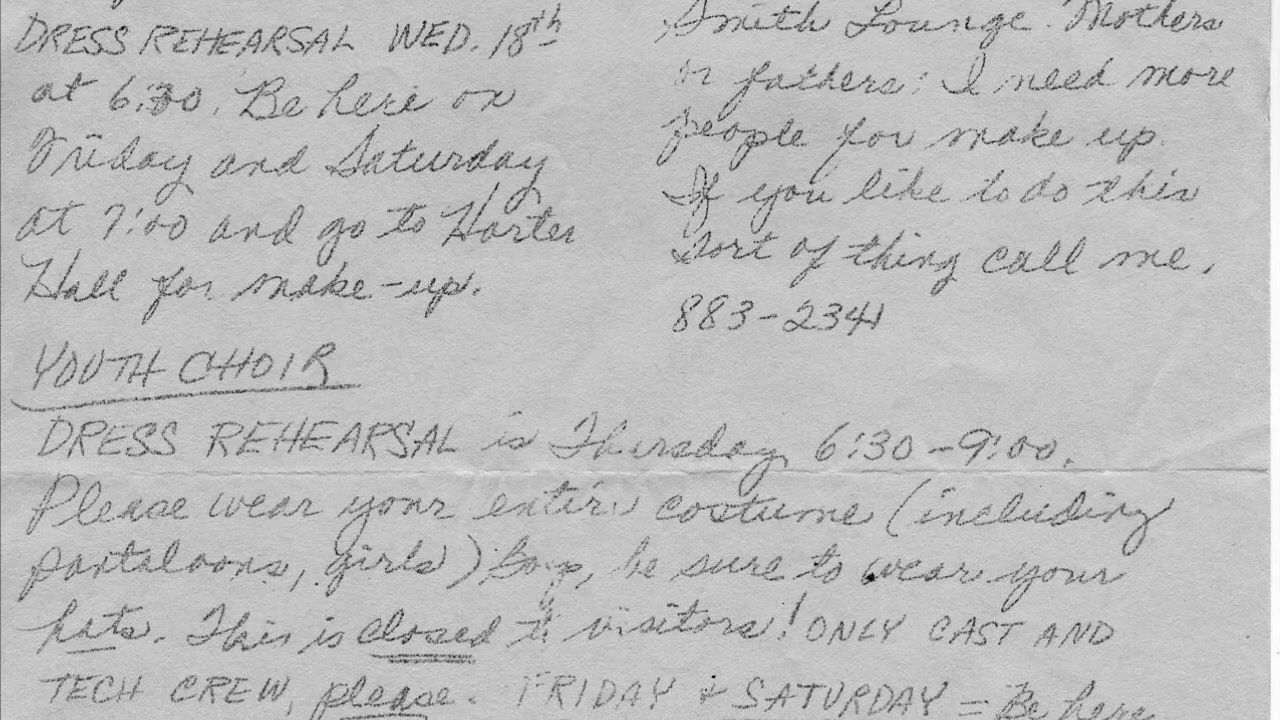 DRESS REHEARSAL WED. 18th
at 6:30. Be here on
Friday and Saturday
at 7:00 and go to Harter
Hall for make-up.
Smith Lounge. Mothers
or fathers: I need more
people for make up.
If you like to do this
sort of thing call me.
883-2341
YOUTH CHOIR
DRESS REHEARSAL is Thursday 6:30-9:00.
Please wear your entire costume (including
pantaloons, girls) Boys, be sure to wear your
hats. This is closed to visitors! ONLY CAST AND
TECH CREW, please. FRIDAY + SATURDAY = Be here